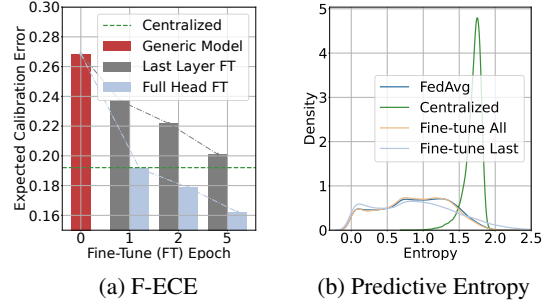 0.30
0.28
0.26
0.24
0.22
0.20
0.18
0.16
Expected Calibration Error
Centralized
Generic Model
Last Layer FT
Full Head FT
0 1 2 5
Fine-Tune (FT) Epoch
(a) F-ECE
5
4
3
2
1
0
Density
FedAvg
Centralized
Fine-tune All
Fine-tune Last
0.0 0.5 1.0 1.5 2.0 2.5
Entropy
(b) Predictive Entropy